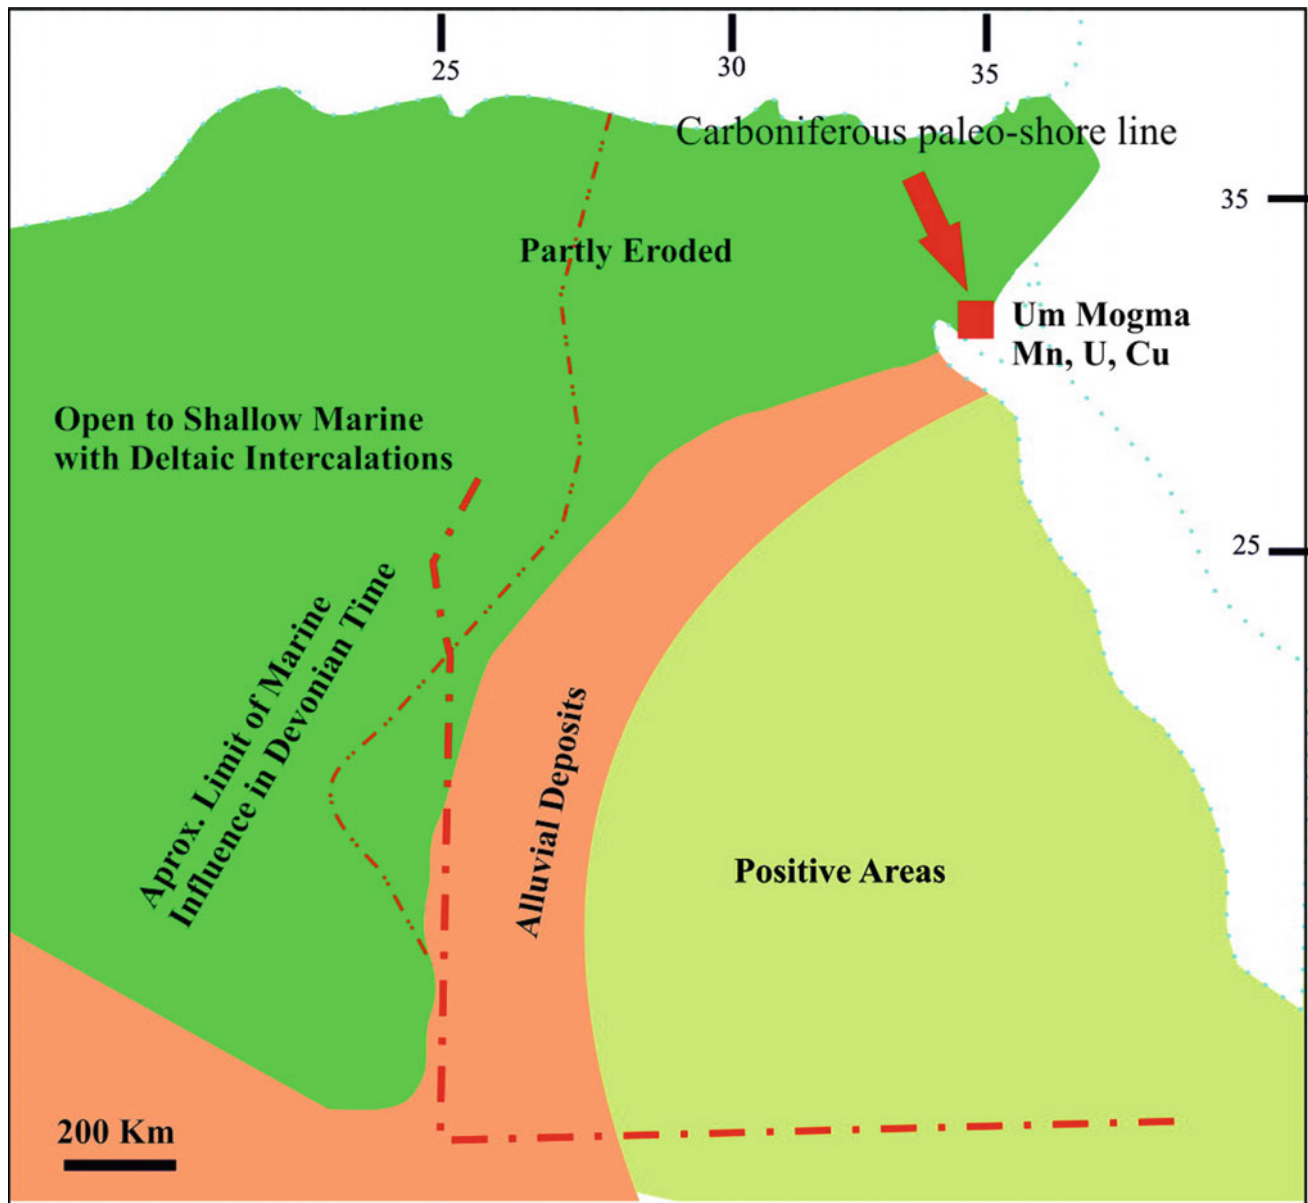 25
30
35
Carboniferous paleo-shore line
35
Partly Eroded
Um Mogma
Mn, U, Cu
Open to Shallow Marine
with Deltaic Intercalations
25
Aprox. Limit of Marine
Influence in Devonian Time
Alluvial Deposits
Positive Areas
200 Km